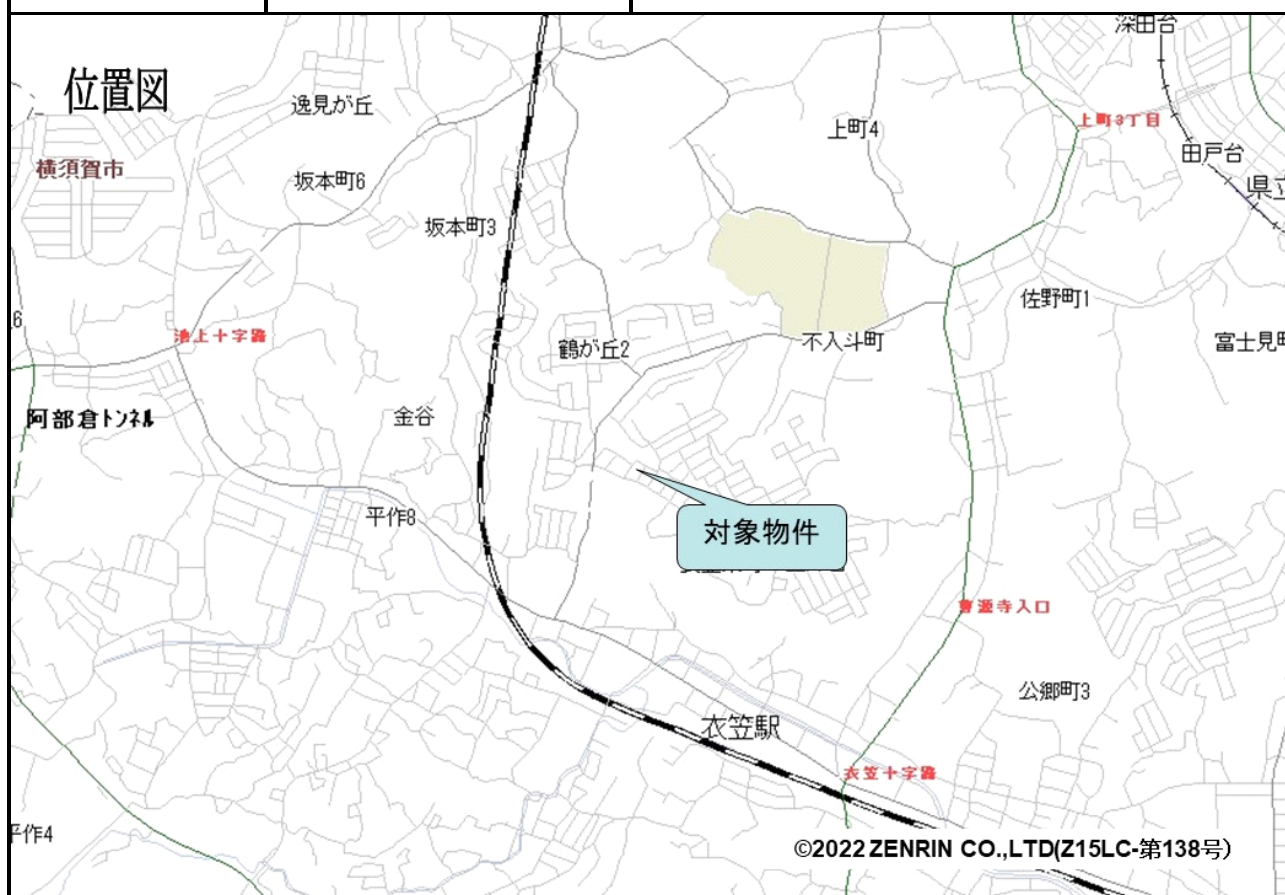 深田台
位置図
逸見が丘
上町4
上町3丁目
田戸台
横須賀市
坂本町6
県立
坂本町3
佐野町1
6
池上十字路
鶴が丘2
不入斗町
富士見町
阿部倉トンネル
金谷
平作8
対象物件
曹源寺入口
公郷町3
衣笠駅
衣笠十字路
平作4
©2022 ZENRIN CO.,LTD(Z15LC-第138号)